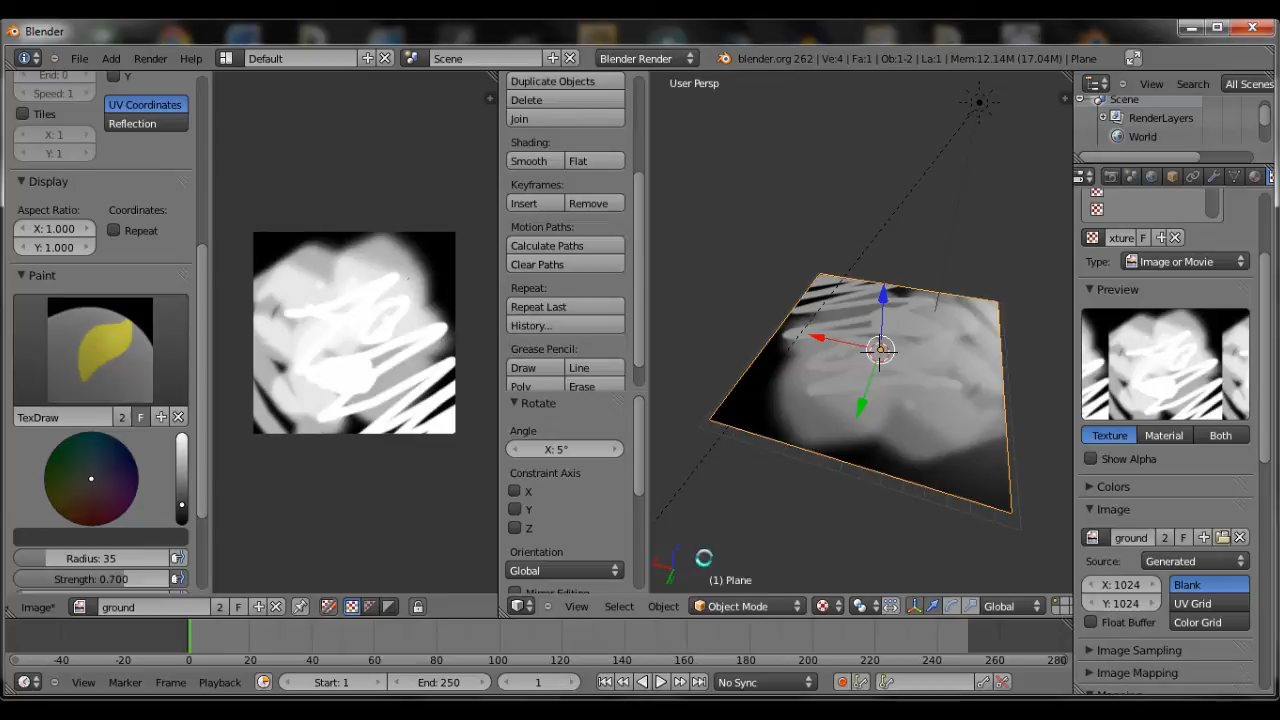 Blender
File Add Render Help Default Scene Blender Render blender.org 262 | Ve:4 | Fa:1 | Ob:1-2 | La:1 | Mem:12.14M (17.04M) | Plane
End: 0
Speed: 1
Tiles
X: 1
Y: 1
Y
UV Coordinates
Reflection
Display
Aspect Ratio: Coordinates:
X: 1.000 Repeat
Y: 1.000
Paint
TexDraw 2 F
Radius: 35
Strength: 0.700
Image* ground 2 F
Duplicate Objects
Delete
Join
Shading:
Smooth Flat
Keyframes:
Insert Remove
Motion Paths:
Calculate Paths
Clear Paths
Repeat:
Repeat Last
History...
Grease Pencil:
Draw Line
Poly Erase
Rotate
Angle
X: 5°
Constraint Axis
X
Y
Z
Orientation
Global
User Persp
(1) Plane
View Select Object Object Mode Global
View Search All Scenes
Scene
RenderLayers
World
xture F
Type: Image or Movie
Preview
Texture Material Both
Show Alpha
Colors
Image
ground 2 F
Source: Generated
X: 1024 Blank
Y: 1024 UV Grid
Float Buffer Color Grid
Image Sampling
Image Mapping
-40 -20 0 20 40 60 80 100 120 140 160 180 200 220 240 260 280
View Marker Frame Playback Start: 1 End: 250 1 No Sync